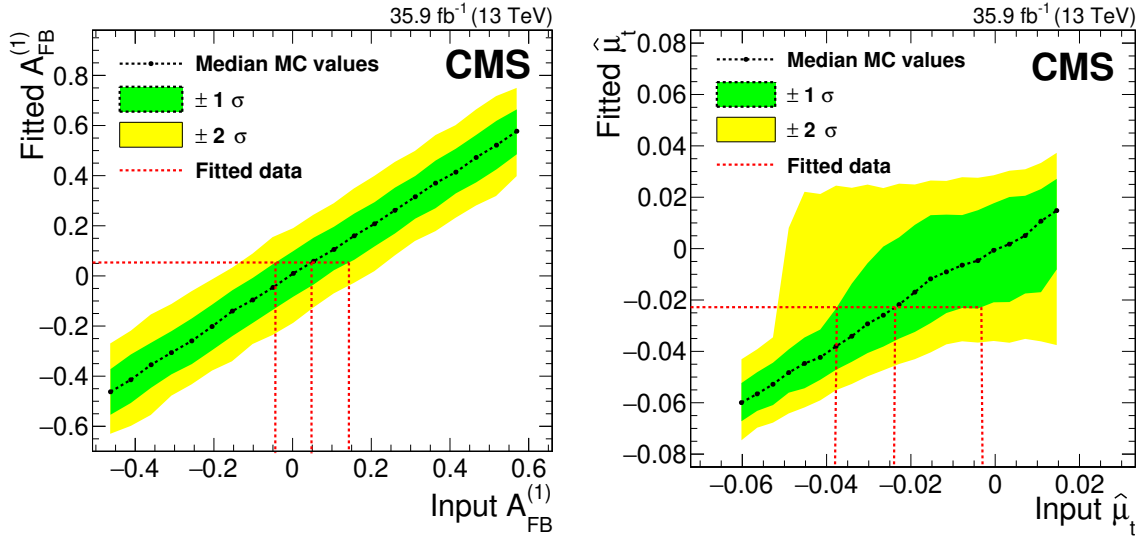 35.9 fb⁻¹ (13 TeV)
CMS
Median MC values
± 1 σ
± 2 σ
Fitted data
Fitted A_FB^(1)
0.8
0.6
0.4
0.2
0
−0.2
−0.4
−0.6
−0.4 −0.2 0 0.2 0.4 0.6
Input A_FB^(1)
35.9 fb⁻¹ (13 TeV)
CMS
Median MC values
± 1 σ
± 2 σ
Fitted data
Fitted μ̂_t
0.08
0.06
0.04
0.02
0
−0.02
−0.04
−0.06
−0.08
−0.06 −0.04 −0.02 0 0.02
Input μ̂_t